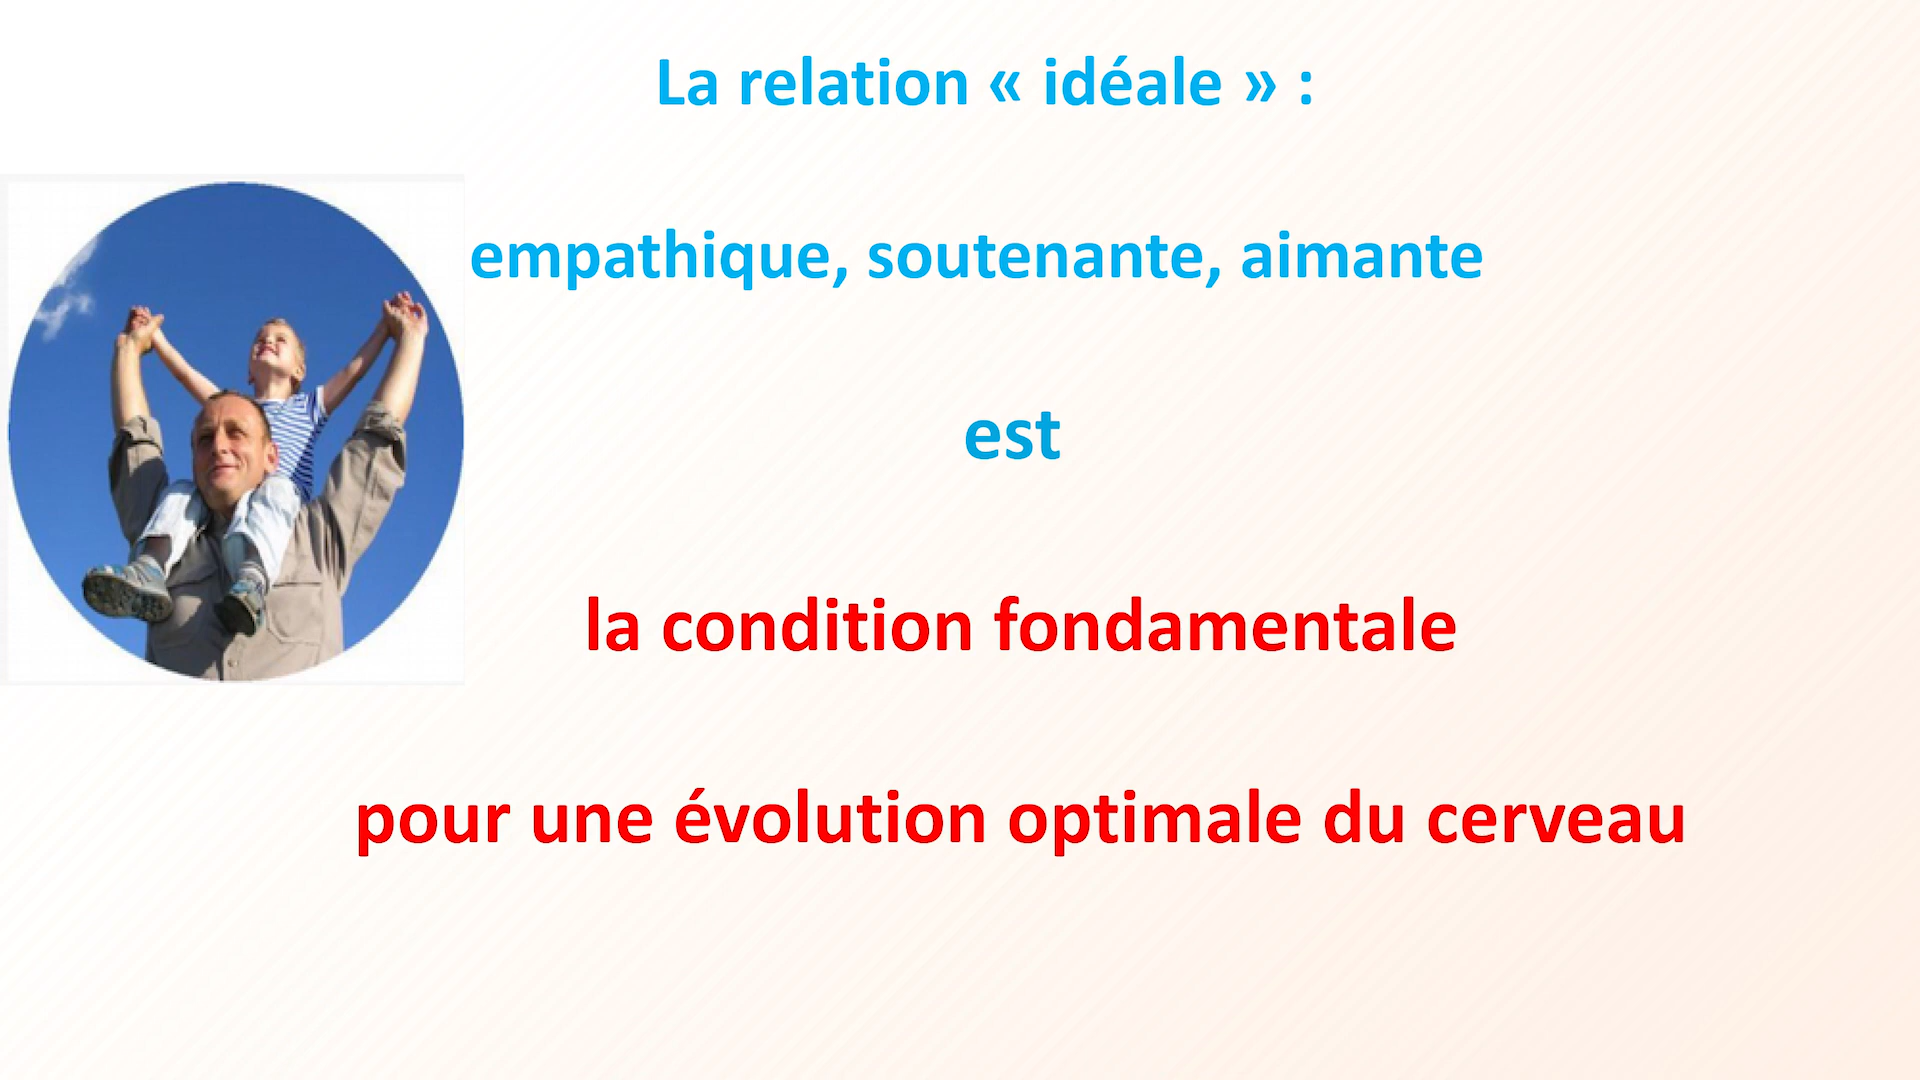 La relation « idéale » :
empathique, soutenante, aimante
est
la condition fondamentale
pour une évolution optimale du cerveau